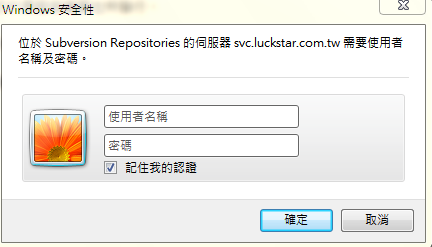 Windows 安全性
位於 Subversion Repositories 的伺服器 svc.luckstar.com.tw 需要使用者
名稱及密碼。
使用者名稱
密碼
記住我的認證
確定
取消